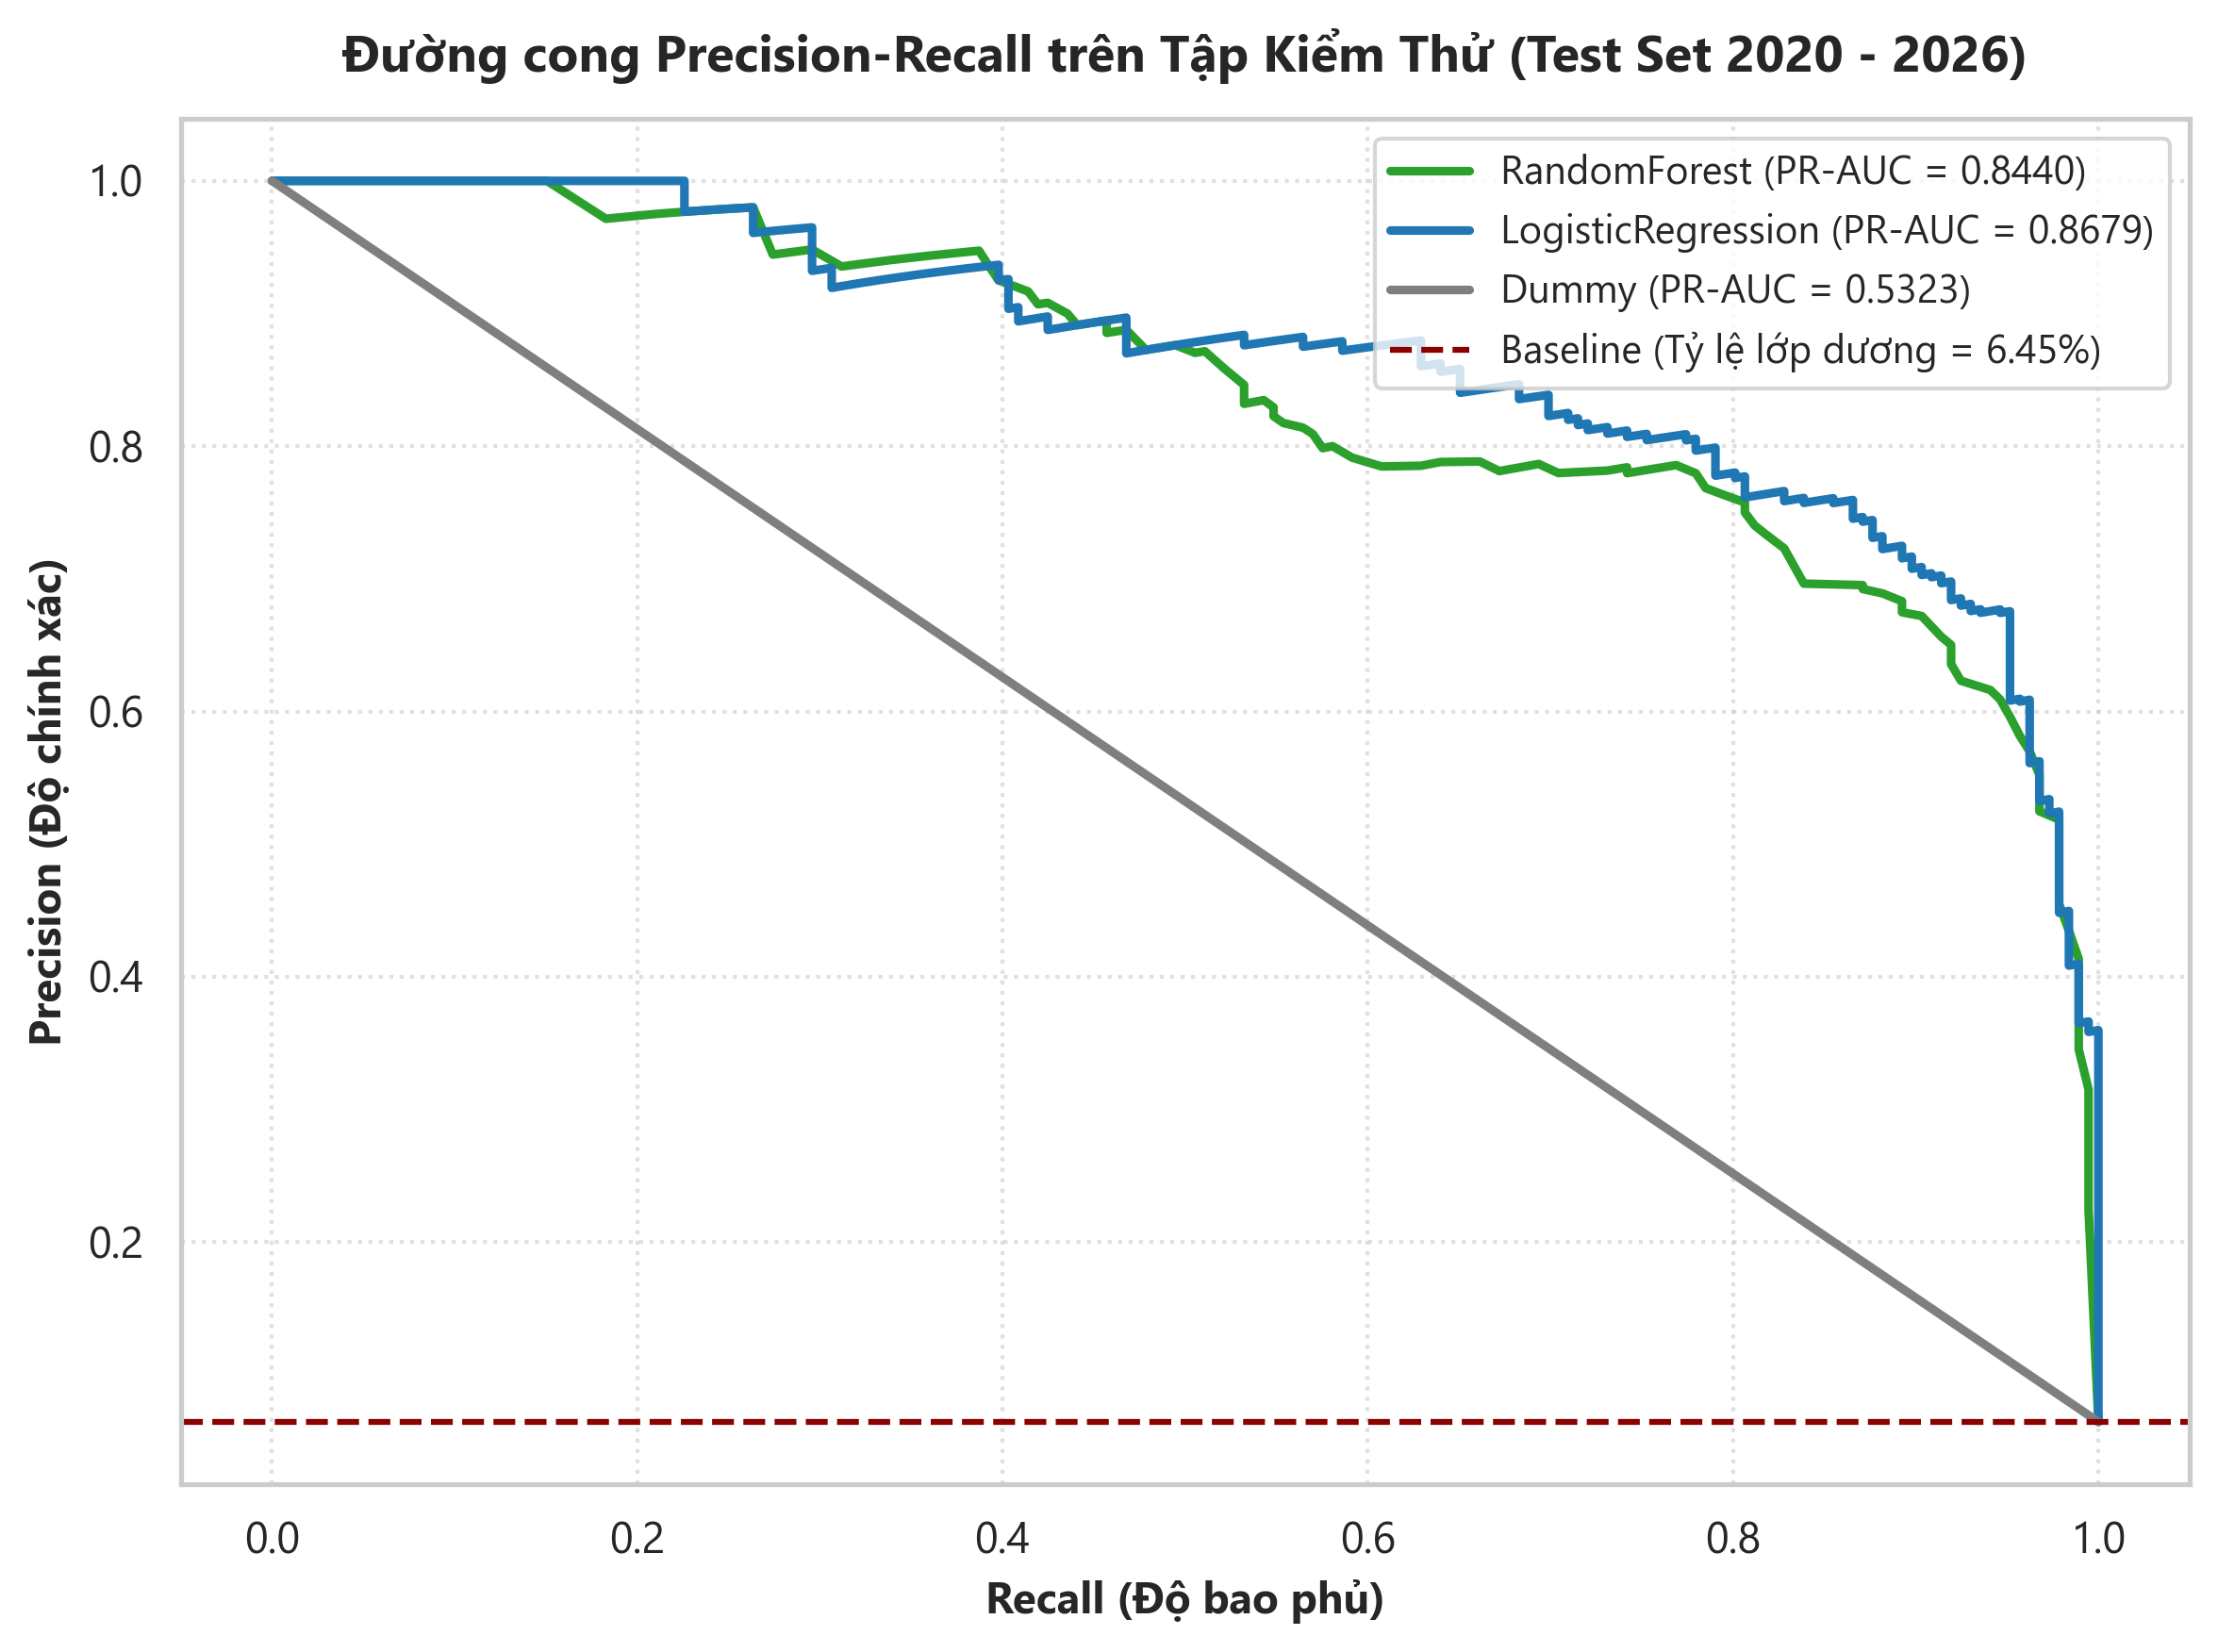 Đường cong Precision-Recall trên Tập Kiểm Thử (Test Set 2020 - 2026)
RandomForest (PR-AUC = 0.8440)
LogisticRegression (PR-AUC = 0.8679)
Dummy (PR-AUC = 0.5323)
Baseline (Tỷ lệ lớp dương = 6.45%)
Precision (Độ chính xác)
1.0
0.8
0.6
0.4
0.2
0.0
0.2
0.4
0.6
0.8
1.0
Recall (Độ bao phủ)